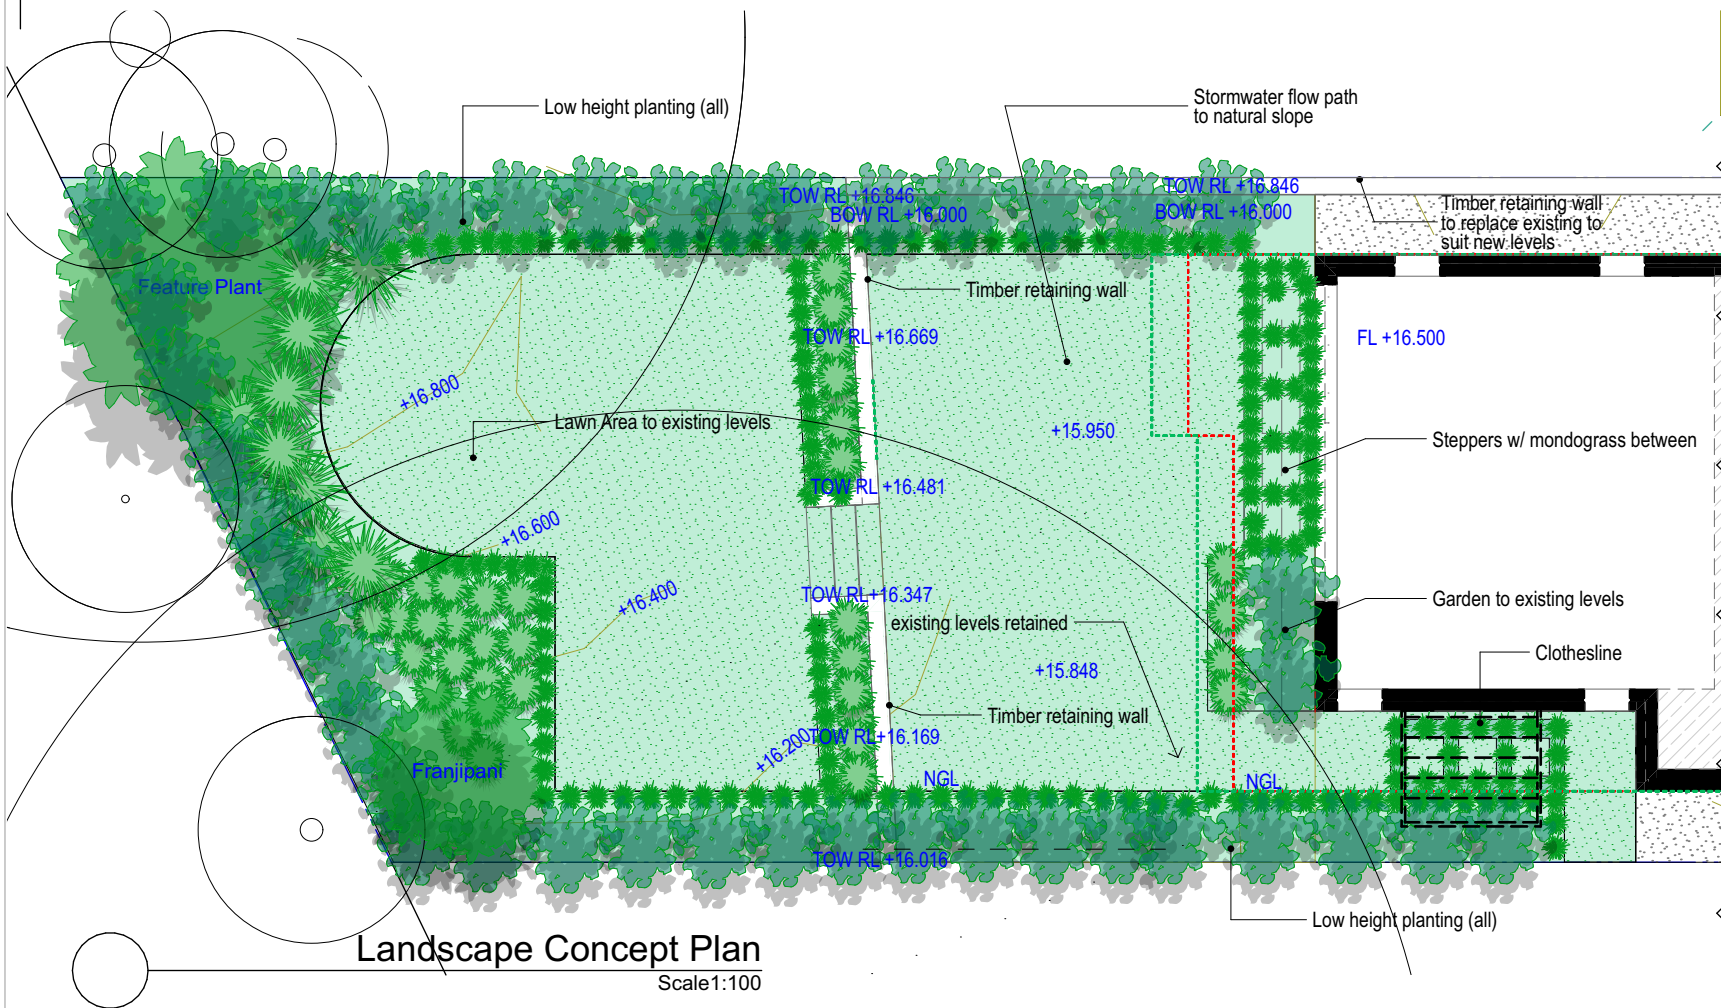 Low height planting (all)
Stormwater flow path
to natural slope
TOW RL +16.846
BOW RL +16.000
TOW RL +16.846
BOW RL +16.000
Timber retaining wall
to replace existing to
suit new levels
Feature Plant
Timber retaining wall
TOW RL +16.669
FL +16.500
+16.800
Lawn Area to existing levels
+15.950
Steppers w/ mondograss between
TOW RL +16.481
+16.600
+16.400
TOW RL+16.347
existing levels retained
Garden to existing levels
+15.848
Clothesline
Timber retaining wall
+16.200
TOW RL+16.169
Franjipani
NGL
NGL
TOW RL +16.016
Low height planting (all)
Landscape Concept Plan
Scale1:100